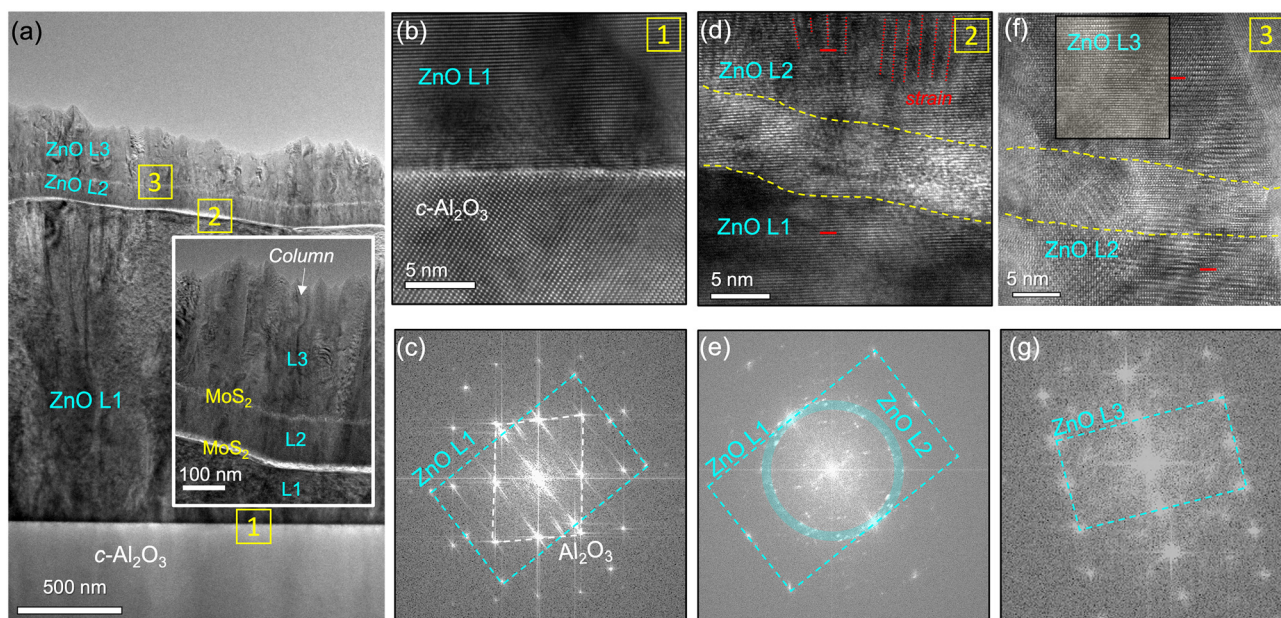 (a)
ZnO L3
ZnO L2
3
2
ZnO L1
Column
L3
MoS₂
L2
MoS₂
L1
100 nm
1
c-Al₂O₃
500 nm
(b)
1
ZnO L1
c-Al₂O₃
5 nm
(c)
ZnO L1
Al₂O₃
(d)
2
ZnO L2
strain
ZnO L1
5 nm
(e)
ZnO L1
ZnO L2
(f)
3
ZnO L3
ZnO L2
5 nm
(g)
ZnO L3